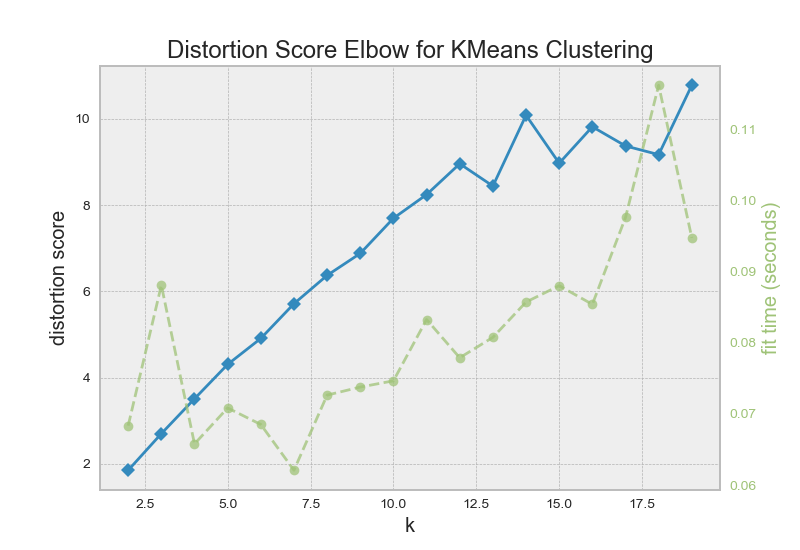 Distortion Score Elbow for KMeans Clustering
distortion score
10
8
6
4
2
2.5 5.0 7.5 10.0 12.5 15.0 17.5
k
0.11
0.10
0.09
0.08
0.07
0.06
fit time (seconds)